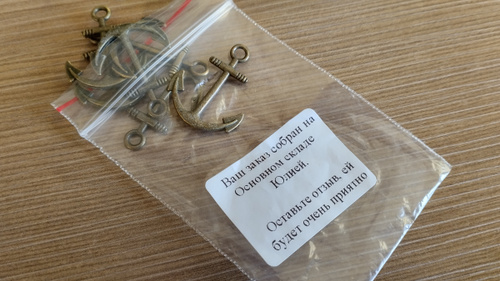 Ваш заказ собран на
Основном складе
Юлией.
Оставьте отзыв, ей
будет очень приятно